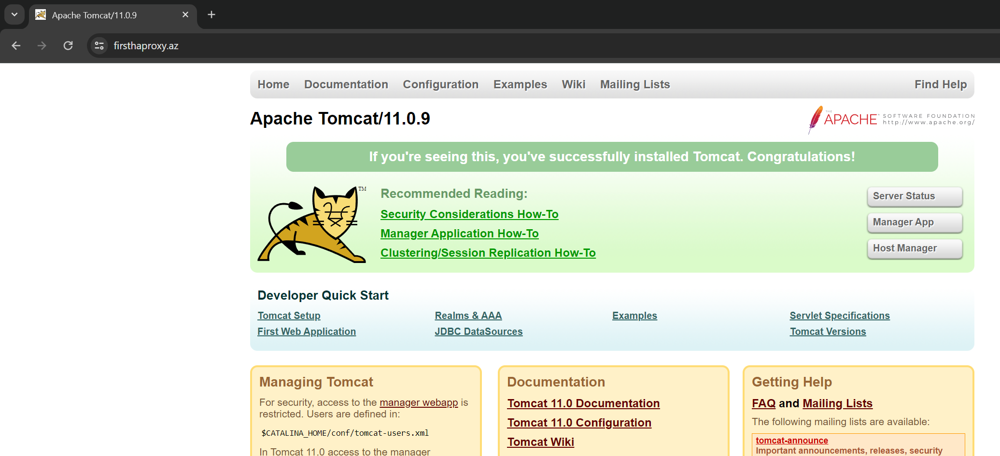 Apache Tomcat/11.0.9
firsthaproxy.az
Home Documentation Configuration Examples Wiki Mailing Lists Find Help
Apache Tomcat/11.0.9
THE APACHE SOFTWARE FOUNDATION
http://www.apache.org/
If you're seeing this, you've successfully installed Tomcat. Congratulations!
TM
Recommended Reading:
Security Considerations How-To
Manager Application How-To
Clustering/Session Replication How-To
Server Status
Manager App
Host Manager
Developer Quick Start
Tomcat Setup
First Web Application
Realms & AAA
JDBC DataSources
Examples
Servlet Specifications
Tomcat Versions
Managing Tomcat
For security, access to the manager webapp is
restricted. Users are defined in:
$CATALINA_HOME/conf/tomcat-users.xml
In Tomcat 11.0 access to the manager
Documentation
Tomcat 11.0 Documentation
Tomcat 11.0 Configuration
Tomcat Wiki
Getting Help
FAQ and Mailing Lists
The following mailing lists are available:
tomcat-announce
Important announcements, releases, security